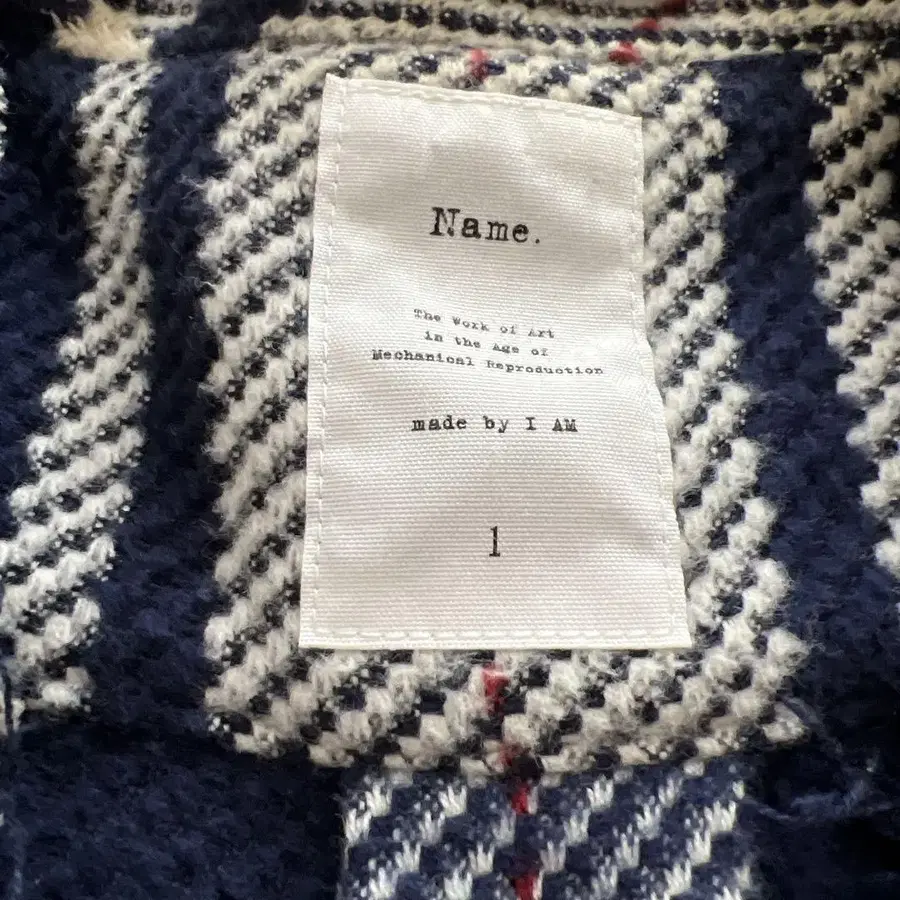 Name.
The Work of Art
in the Age of
Mechanical Reproduction
made by I AM
1